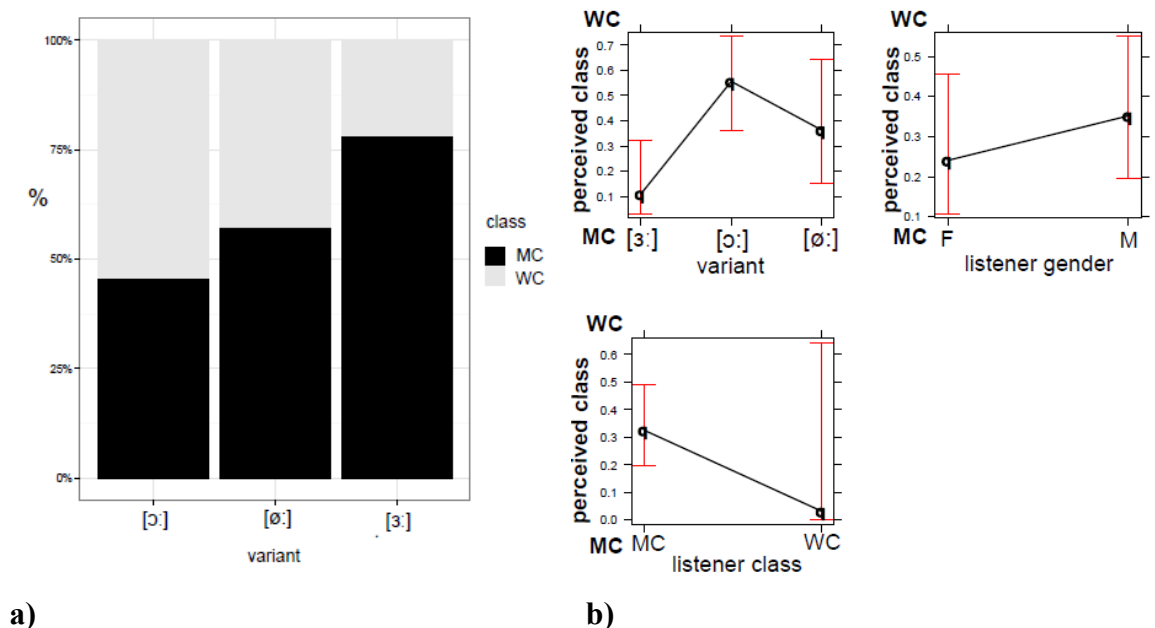 100%
75%
%
50%
25%
0%
[ɔː] [øː] [ɜː]
variant
class
MC
WC
WC
perceived class
0.7
0.6
0.5
0.4
0.3
0.2
0.1
MC [ɜː] [ɔː] [øː]
variant
WC
perceived class
0.5
0.4
0.3
0.2
0.1
MC F M
listener gender
WC
perceived class
0.6
0.5
0.4
0.3
0.2
0.1
0.0
MC MC WC
listener class
a) b)